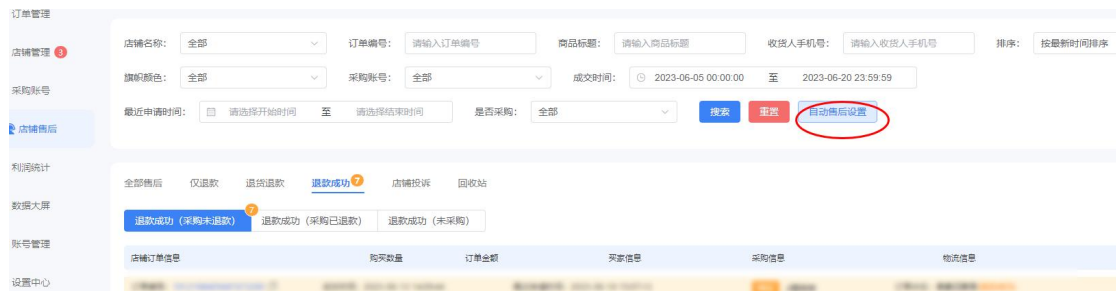 订单管理
店铺管理 3
采购账号
店铺售后
利润统计
数据大屏
账号管理
设置中心
店铺名称： 全部 订单编号： 请输入订单编号 商品标题： 请输入商品标题 收货人手机号： 请输入收货人手机号 排序： 按最新时间排序
旗帜颜色： 全部 采购账号： 全部 成交时间： 2023-06-05 00:00:00 至 2023-06-20 23:59:59
最近申请时间： 请选择开始时间 至 请选择结束时间 是否采购： 全部 搜索 重置 自动售后设置
全部售后 仅退款 退货退款 退款成功 7 店铺投诉 回收站
退款成功（采购未退款） 7 退款成功（采购已退款） 退款成功（未采购）
店铺订单信息 购买数量 订单金额 买家信息 采购信息 物流信息